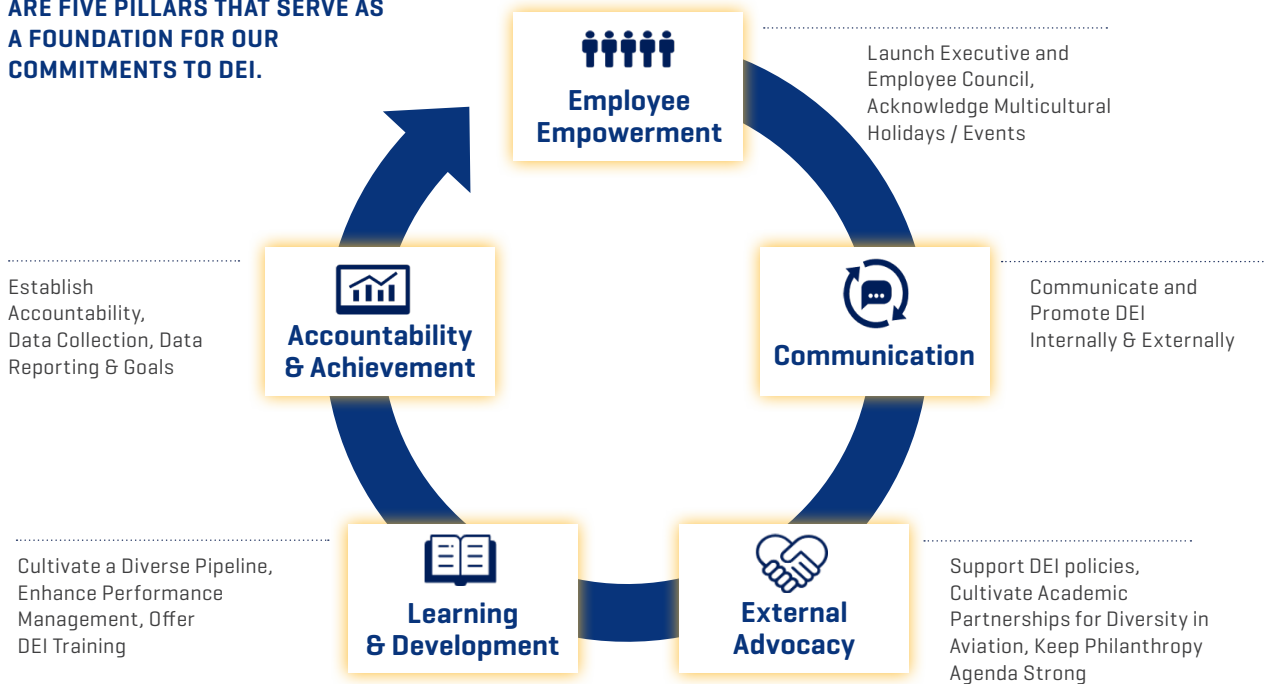 ARE FIVE PILLARS THAT SERVE AS
A FOUNDATION FOR OUR
COMMITMENTS TO DEI.
Employee
Empowerment
Launch Executive and
Employee Council,
Acknowledge Multicultural
Holidays / Events
Communication
Communicate and
Promote DEI
Internally & Externally
External
Advocacy
Support DEI policies,
Cultivate Academic
Partnerships for Diversity in
Aviation, Keep Philanthropy
Agenda Strong
Learning
& Development
Cultivate a Diverse Pipeline,
Enhance Performance
Management, Offer
DEI Training
Accountability
& Achievement
Establish
Accountability,
Data Collection, Data
Reporting & Goals